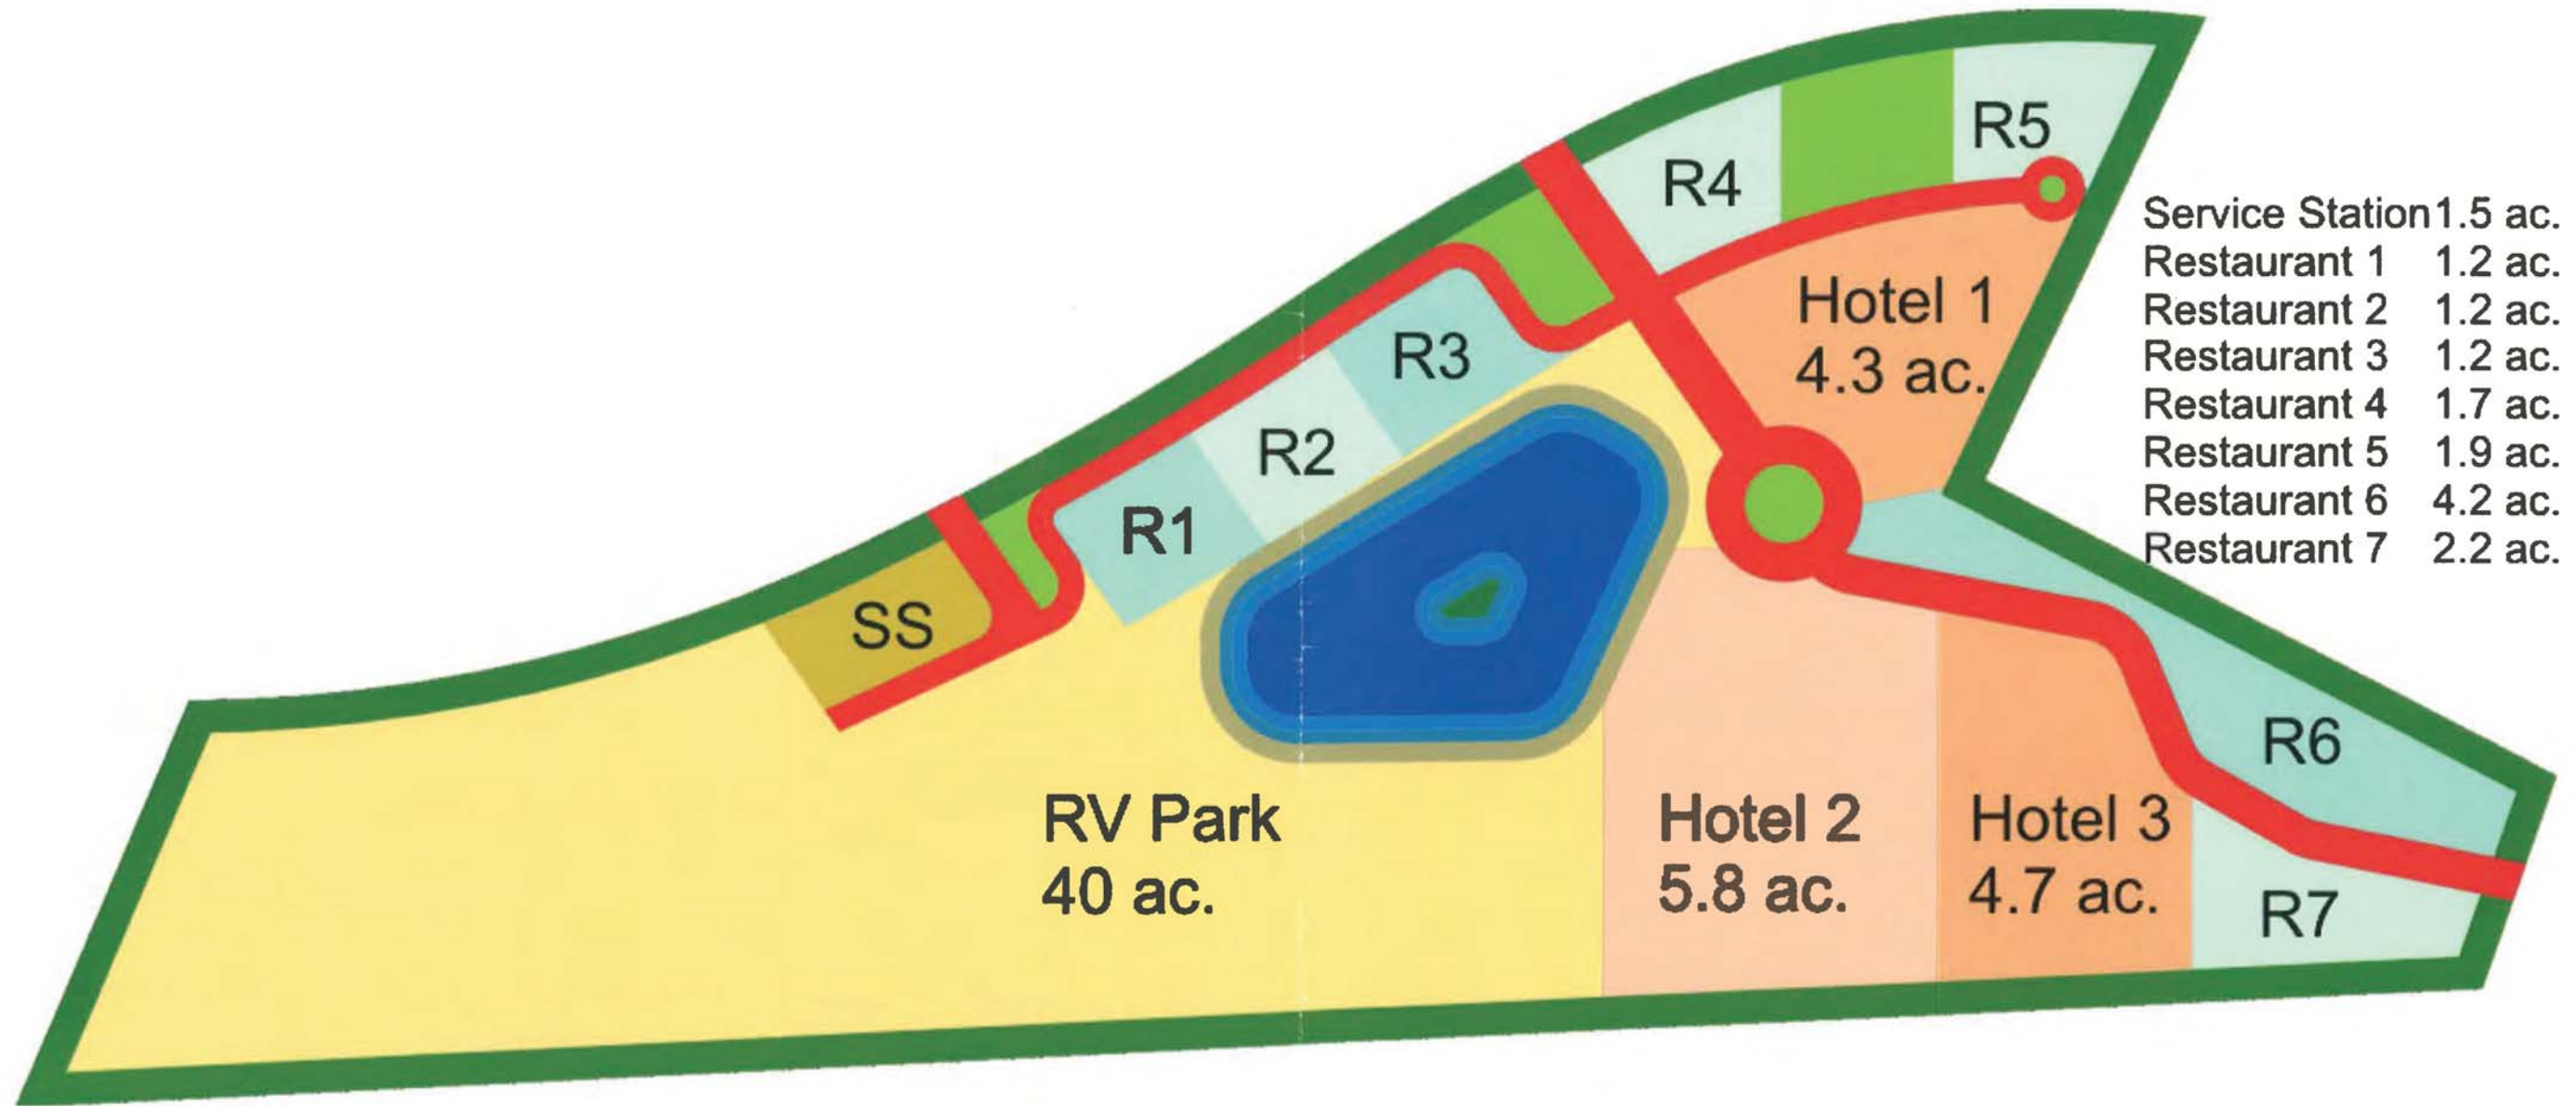 R5
R4
Service Station 1.5 ac.
Restaurant 1 1.2 ac.
Restaurant 2 1.2 ac.
Restaurant 3 1.2 ac.
Restaurant 4 1.7 ac.
Restaurant 5 1.9 ac.
Restaurant 6 4.2 ac.
Restaurant 7 2.2 ac.
Hotel 1
4.3 ac.
R3
R2
R1
SS
R6
RV Park
40 ac.
Hotel 2
5.8 ac.
Hotel 3
4.7 ac.
R7